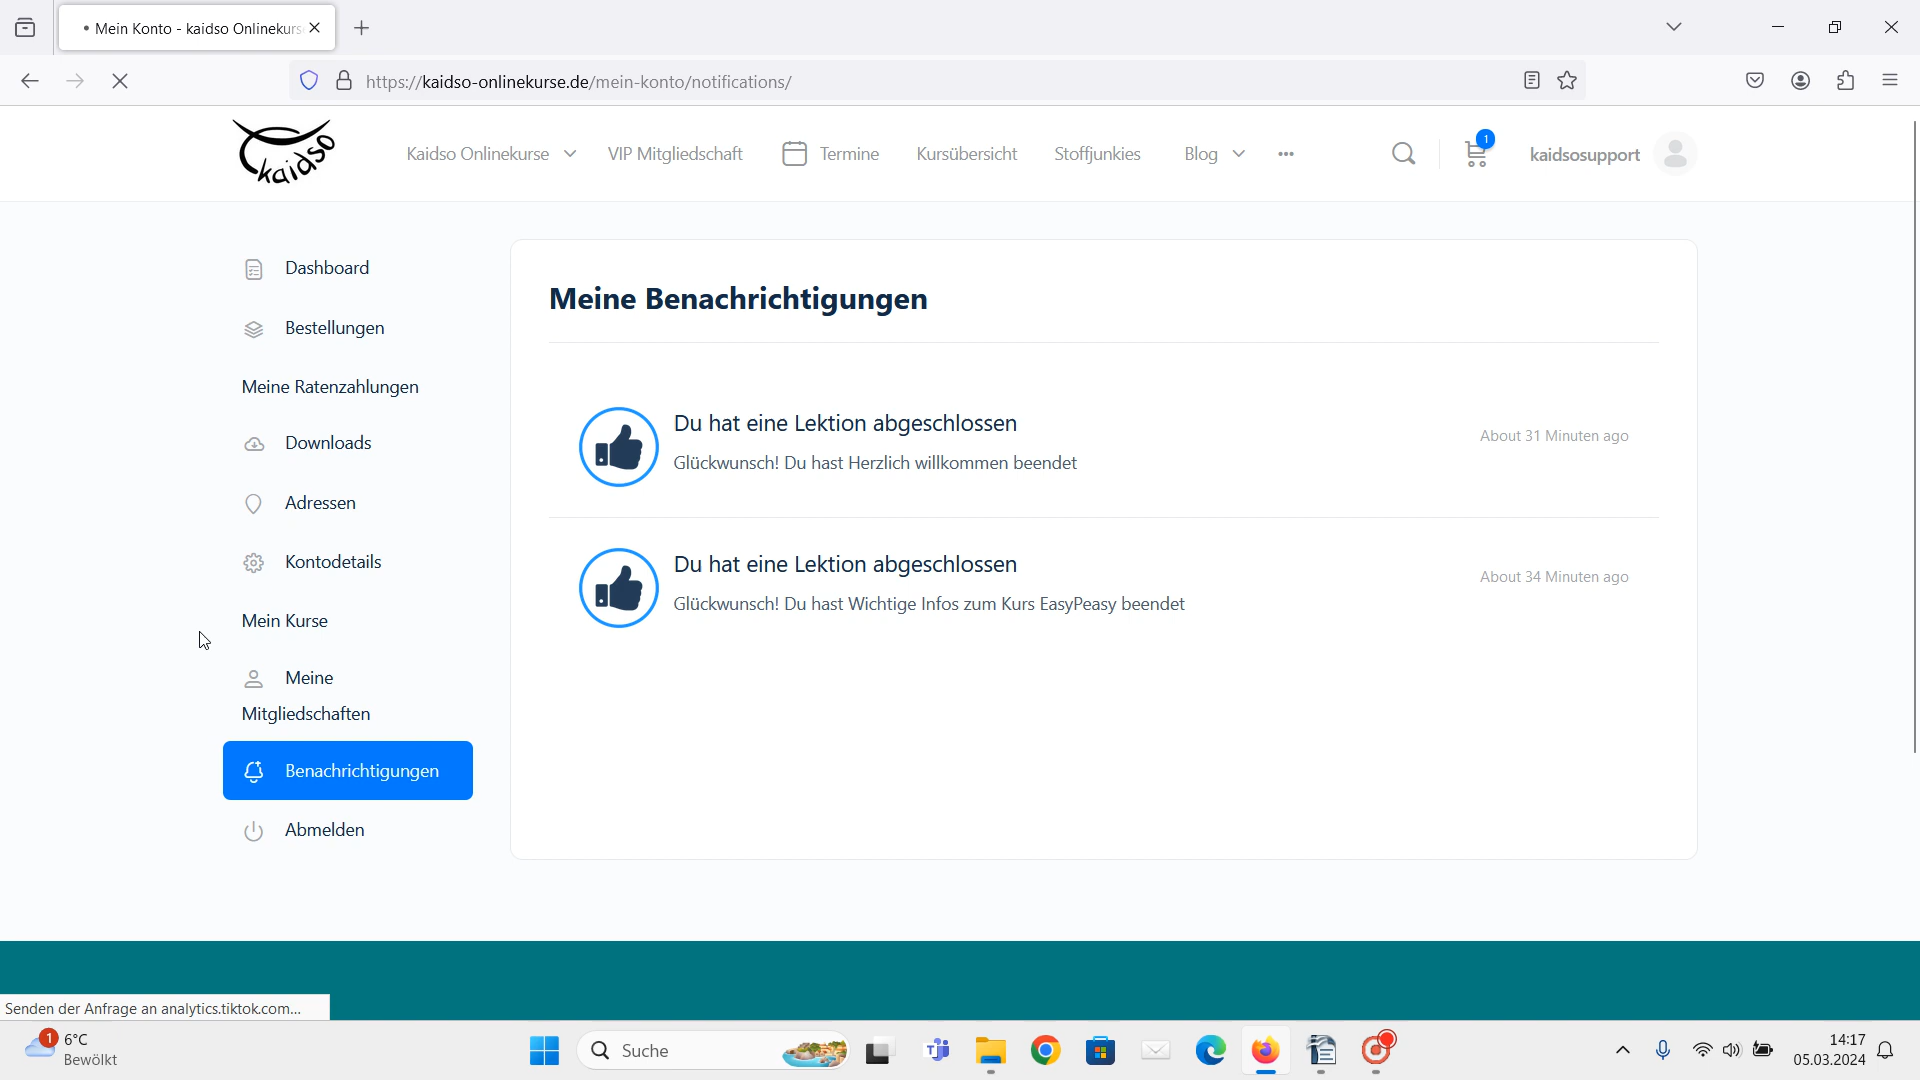 Mein Konto - kaidso Onlinekurs
https://kaidso-onlinekurse.de/mein-konto/notifications/
kaidso
Kaidso Onlinekurse
VIP Mitgliedschaft
Termine
Kursübersicht
Stoffjunkies
Blog
1
kaidsosupport
Dashboard
Bestellungen
Meine Ratenzahlungen
Downloads
Adressen
Kontodetails
Mein Kurse
Meine
Mitgliedschaften
Benachrichtigungen
Abmelden
Meine Benachrichtigungen
Du hat eine Lektion abgeschlossen
Glückwunsch! Du hast Herzlich willkommen beendet
About 31 Minuten ago
Du hat eine Lektion abgeschlossen
Glückwunsch! Du hast Wichtige Infos zum Kurs EasyPeasy beendet
About 34 Minuten ago
Senden der Anfrage an analytics.tiktok.com...
1
6°C
Bewölkt
Suche
14:17
05.03.2024